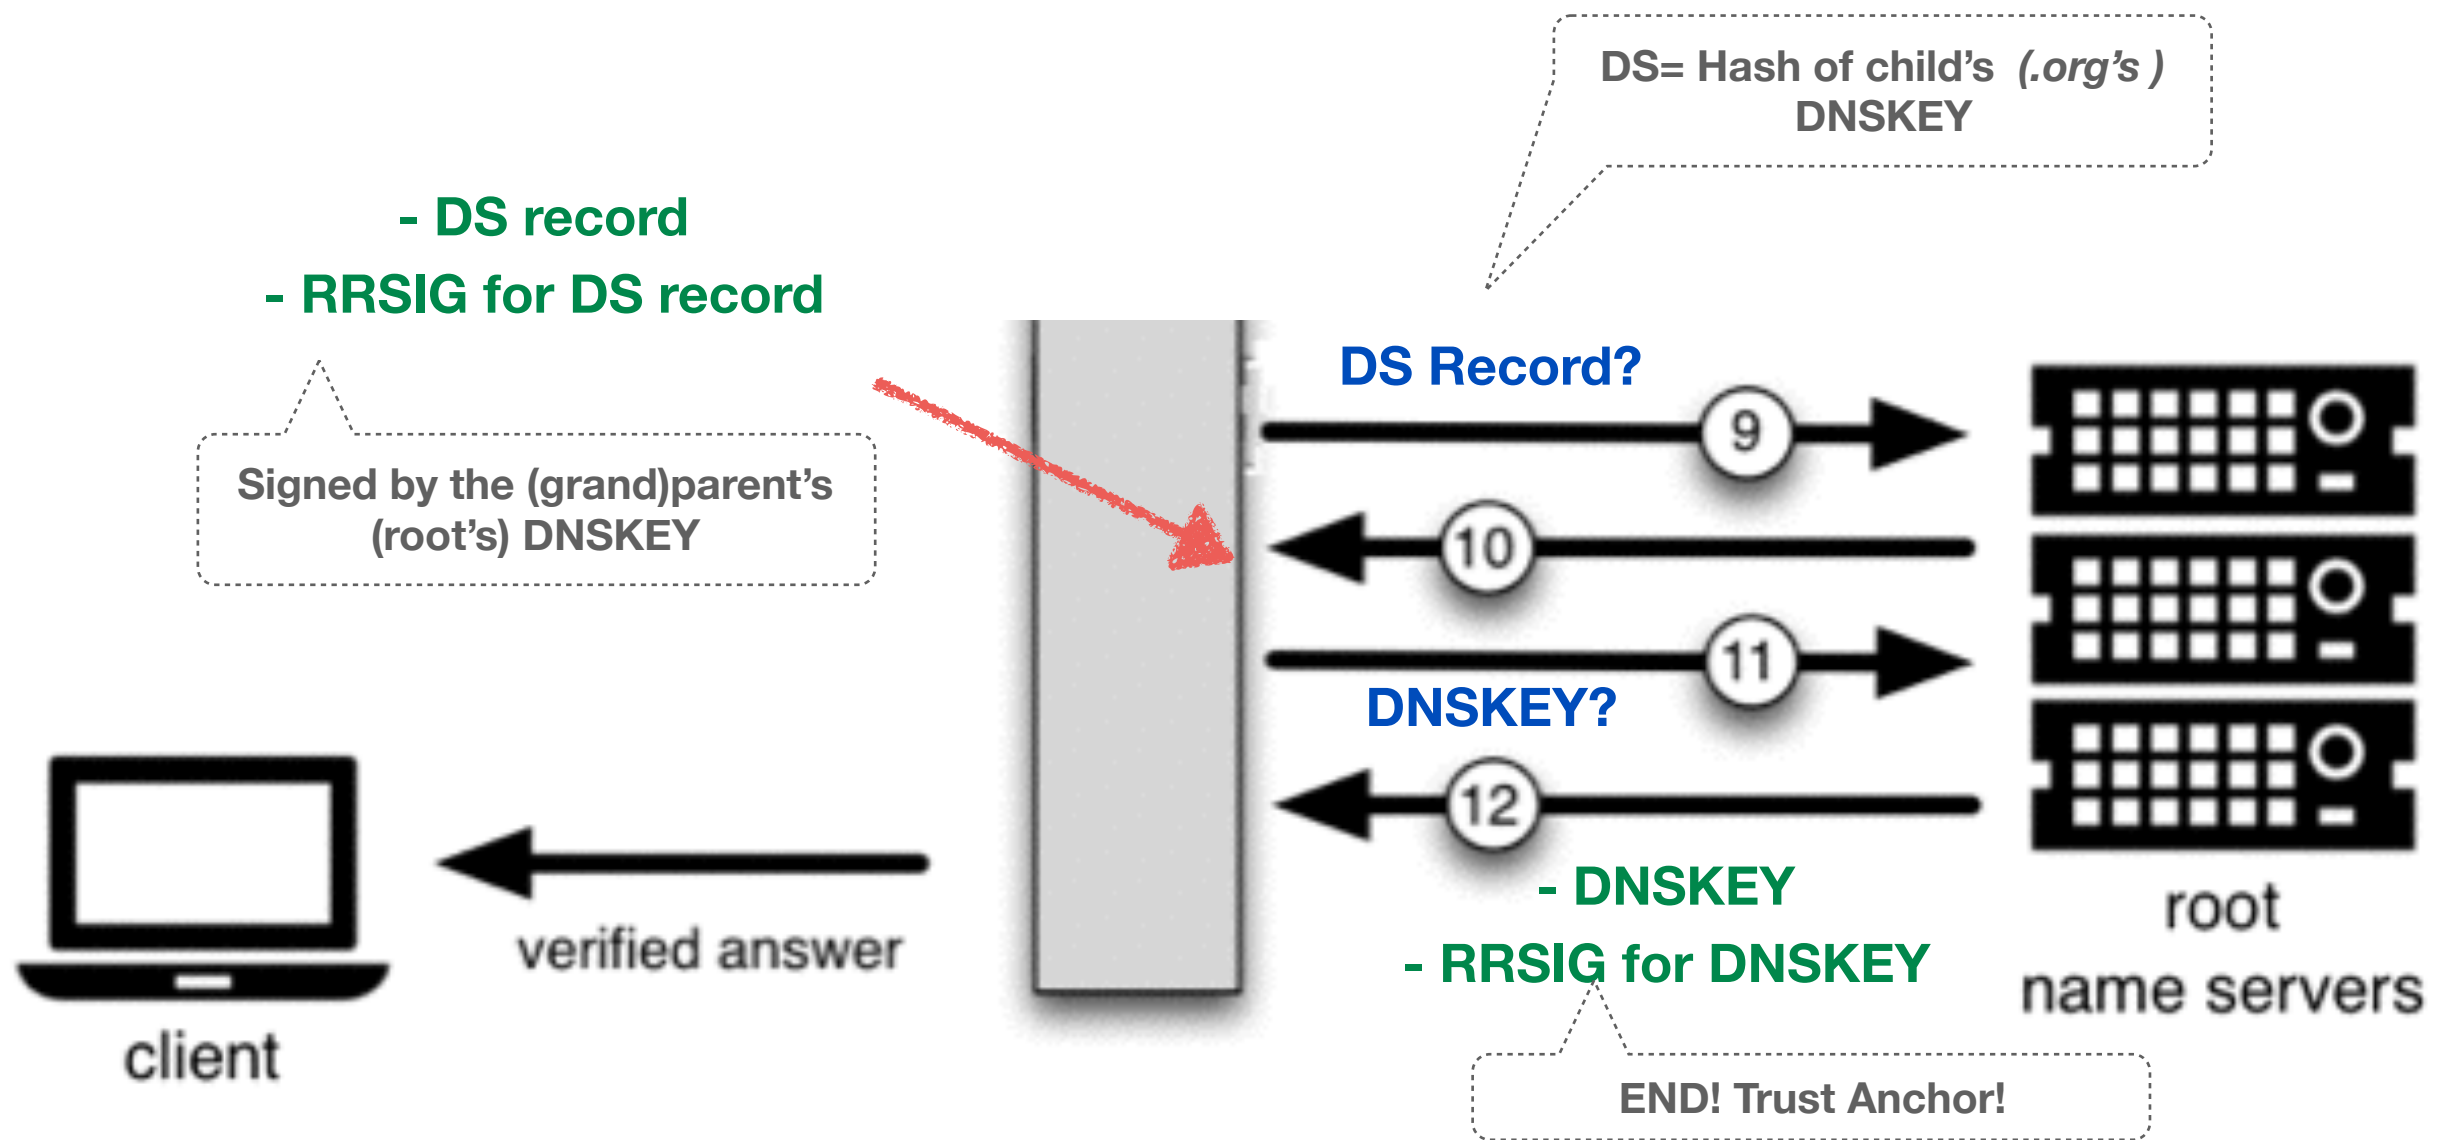 DS= Hash of child’s (.org’s )
DNSKEY
- DS record
- RRSIG for DS record
Signed by the (grand)parent’s
(root’s) DNSKEY
DS Record?
9
10
11
DNSKEY?
12
- DNSKEY
- RRSIG for DNSKEY
END! Trust Anchor!
verified answer
client
root
name servers